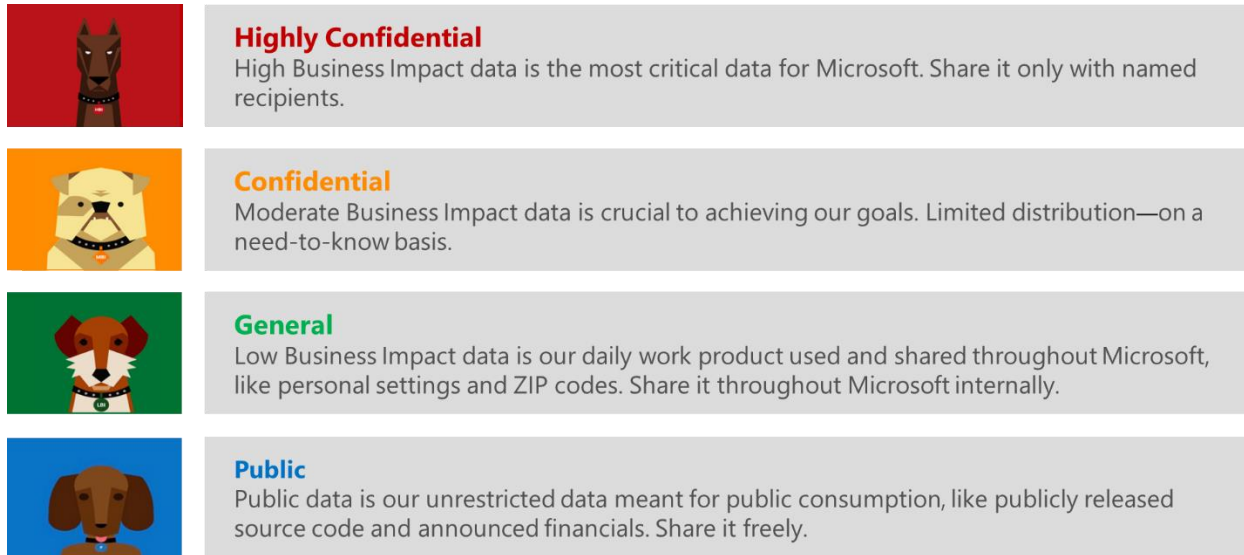 Highly Confidential
High Business Impact data is the most critical data for Microsoft. Share it only with named
recipients.
Confidential
Moderate Business Impact data is crucial to achieving our goals. Limited distribution—on a
need-to-know basis.
General
Low Business Impact data is our daily work product used and shared throughout Microsoft,
like personal settings and ZIP codes. Share it throughout Microsoft internally.
Public
Public data is our unrestricted data meant for public consumption, like publicly released
source code and announced financials. Share it freely.